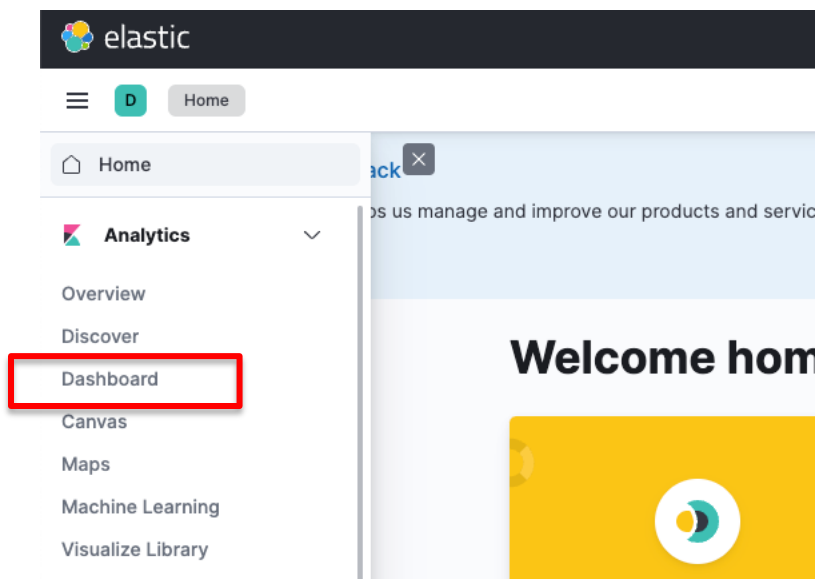 elastic
D Home
Home
ack
us manage and improve our products and servic
Analytics
Overview
Discover
Welcome hom
Dashboard
Canvas
Maps
Machine Learning
Visualize Library